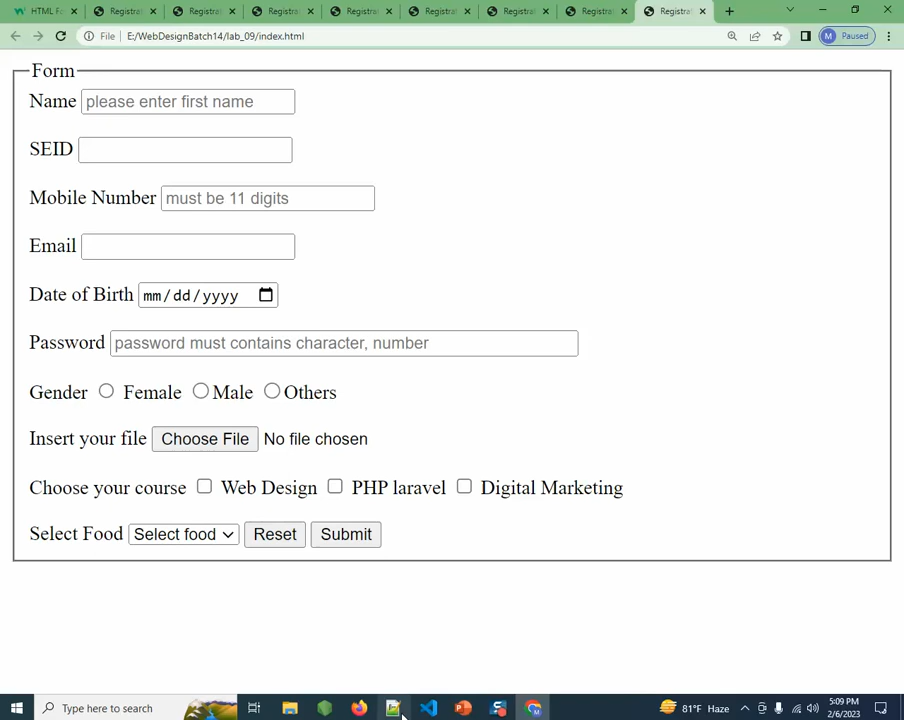 HTML F
Registra
Registra
Registra
Registra
Registra
Registra
Registra
Registra
File E:/WebDesignBatch14/lab_09/index.html
M Paused
Form
Name please enter first name
SEID
Mobile Number must be 11 digits
Email
Date of Birth mm/dd/yyyy
Password password must contains character, number
Gender Female Male Others
Insert your file Choose File No file chosen
Choose your course Web Design PHP laravel Digital Marketing
Select Food Select food Reset Submit
Type here to search
81°F Haze
5:09 PM
2/6/2023